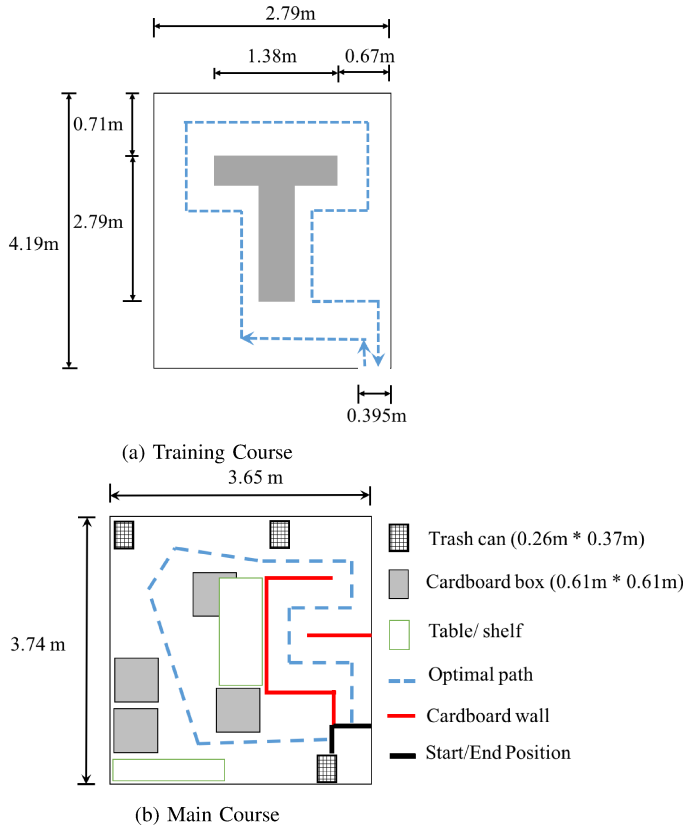 2.79m
1.38m
0.67m
0.71m
2.79m
4.19m
0.395m
(a) Training Course
3.65 m
3.74 m
Trash can (0.26m * 0.37m)
Cardboard box (0.61m * 0.61m)
Table/ shelf
Optimal path
Cardboard wall
Start/End Position
(b) Main Course